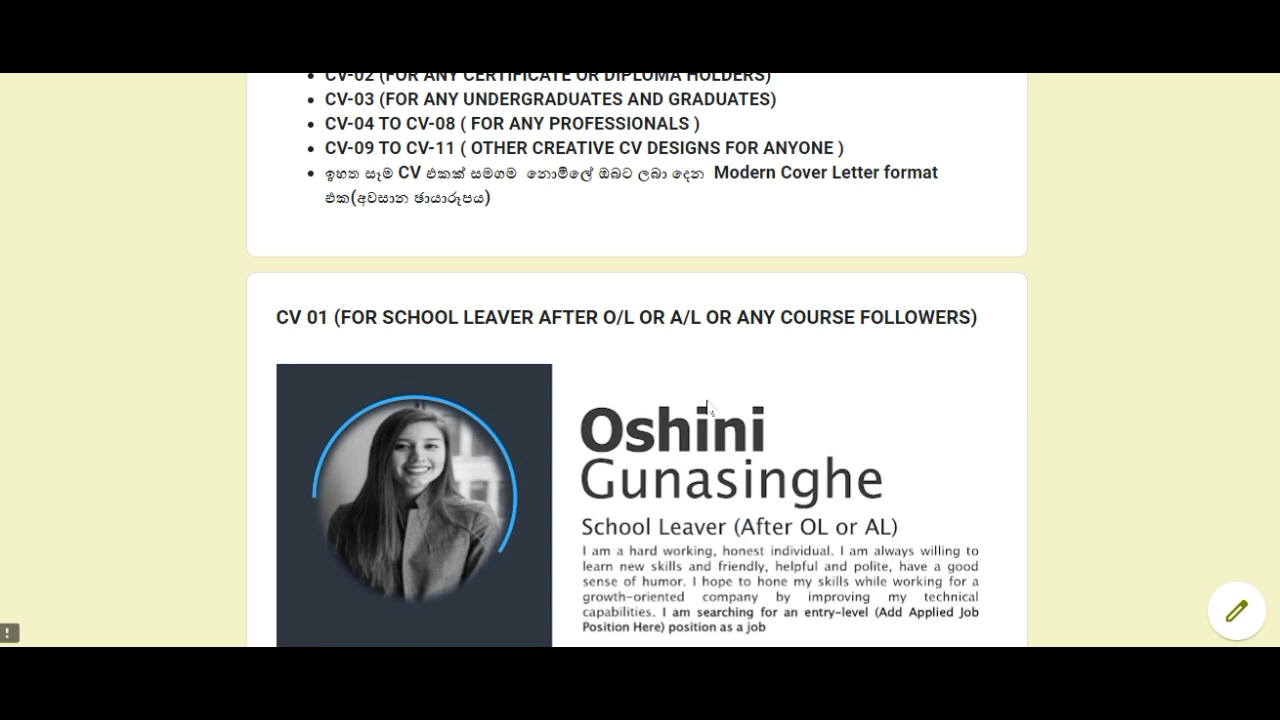 CV-02 (FOR ANY CERTIFICATE OR DIPLOMA HOLDERS)
CV-03 (FOR ANY UNDERGRADUATES AND GRADUATES)
CV-04 TO CV-08 ( FOR ANY PROFESSIONALS )
CV-09 TO CV-11 ( OTHER CREATIVE CV DESIGNS FOR ANYONE )
ඉහත සෑම CV එකක් සමගම නොමිලේ ඔබට ලබා දෙන Modern Cover Letter format
එක(අවසාන ඡායාරූපය)
CV 01 (FOR SCHOOL LEAVER AFTER O/L OR A/L OR ANY COURSE FOLLOWERS)
Oshini
Gunasinghe
School Leaver (After OL or AL)
I am a hard working, honest individual. I am always willing to
learn new skills and friendly, helpful and polite, have a good
sense of humor. I hope to hone my skills while working for a
growth-oriented company by improving my technical
capabilities. I am searching for an entry-level (Add Applied Job
Position Here) position as a job